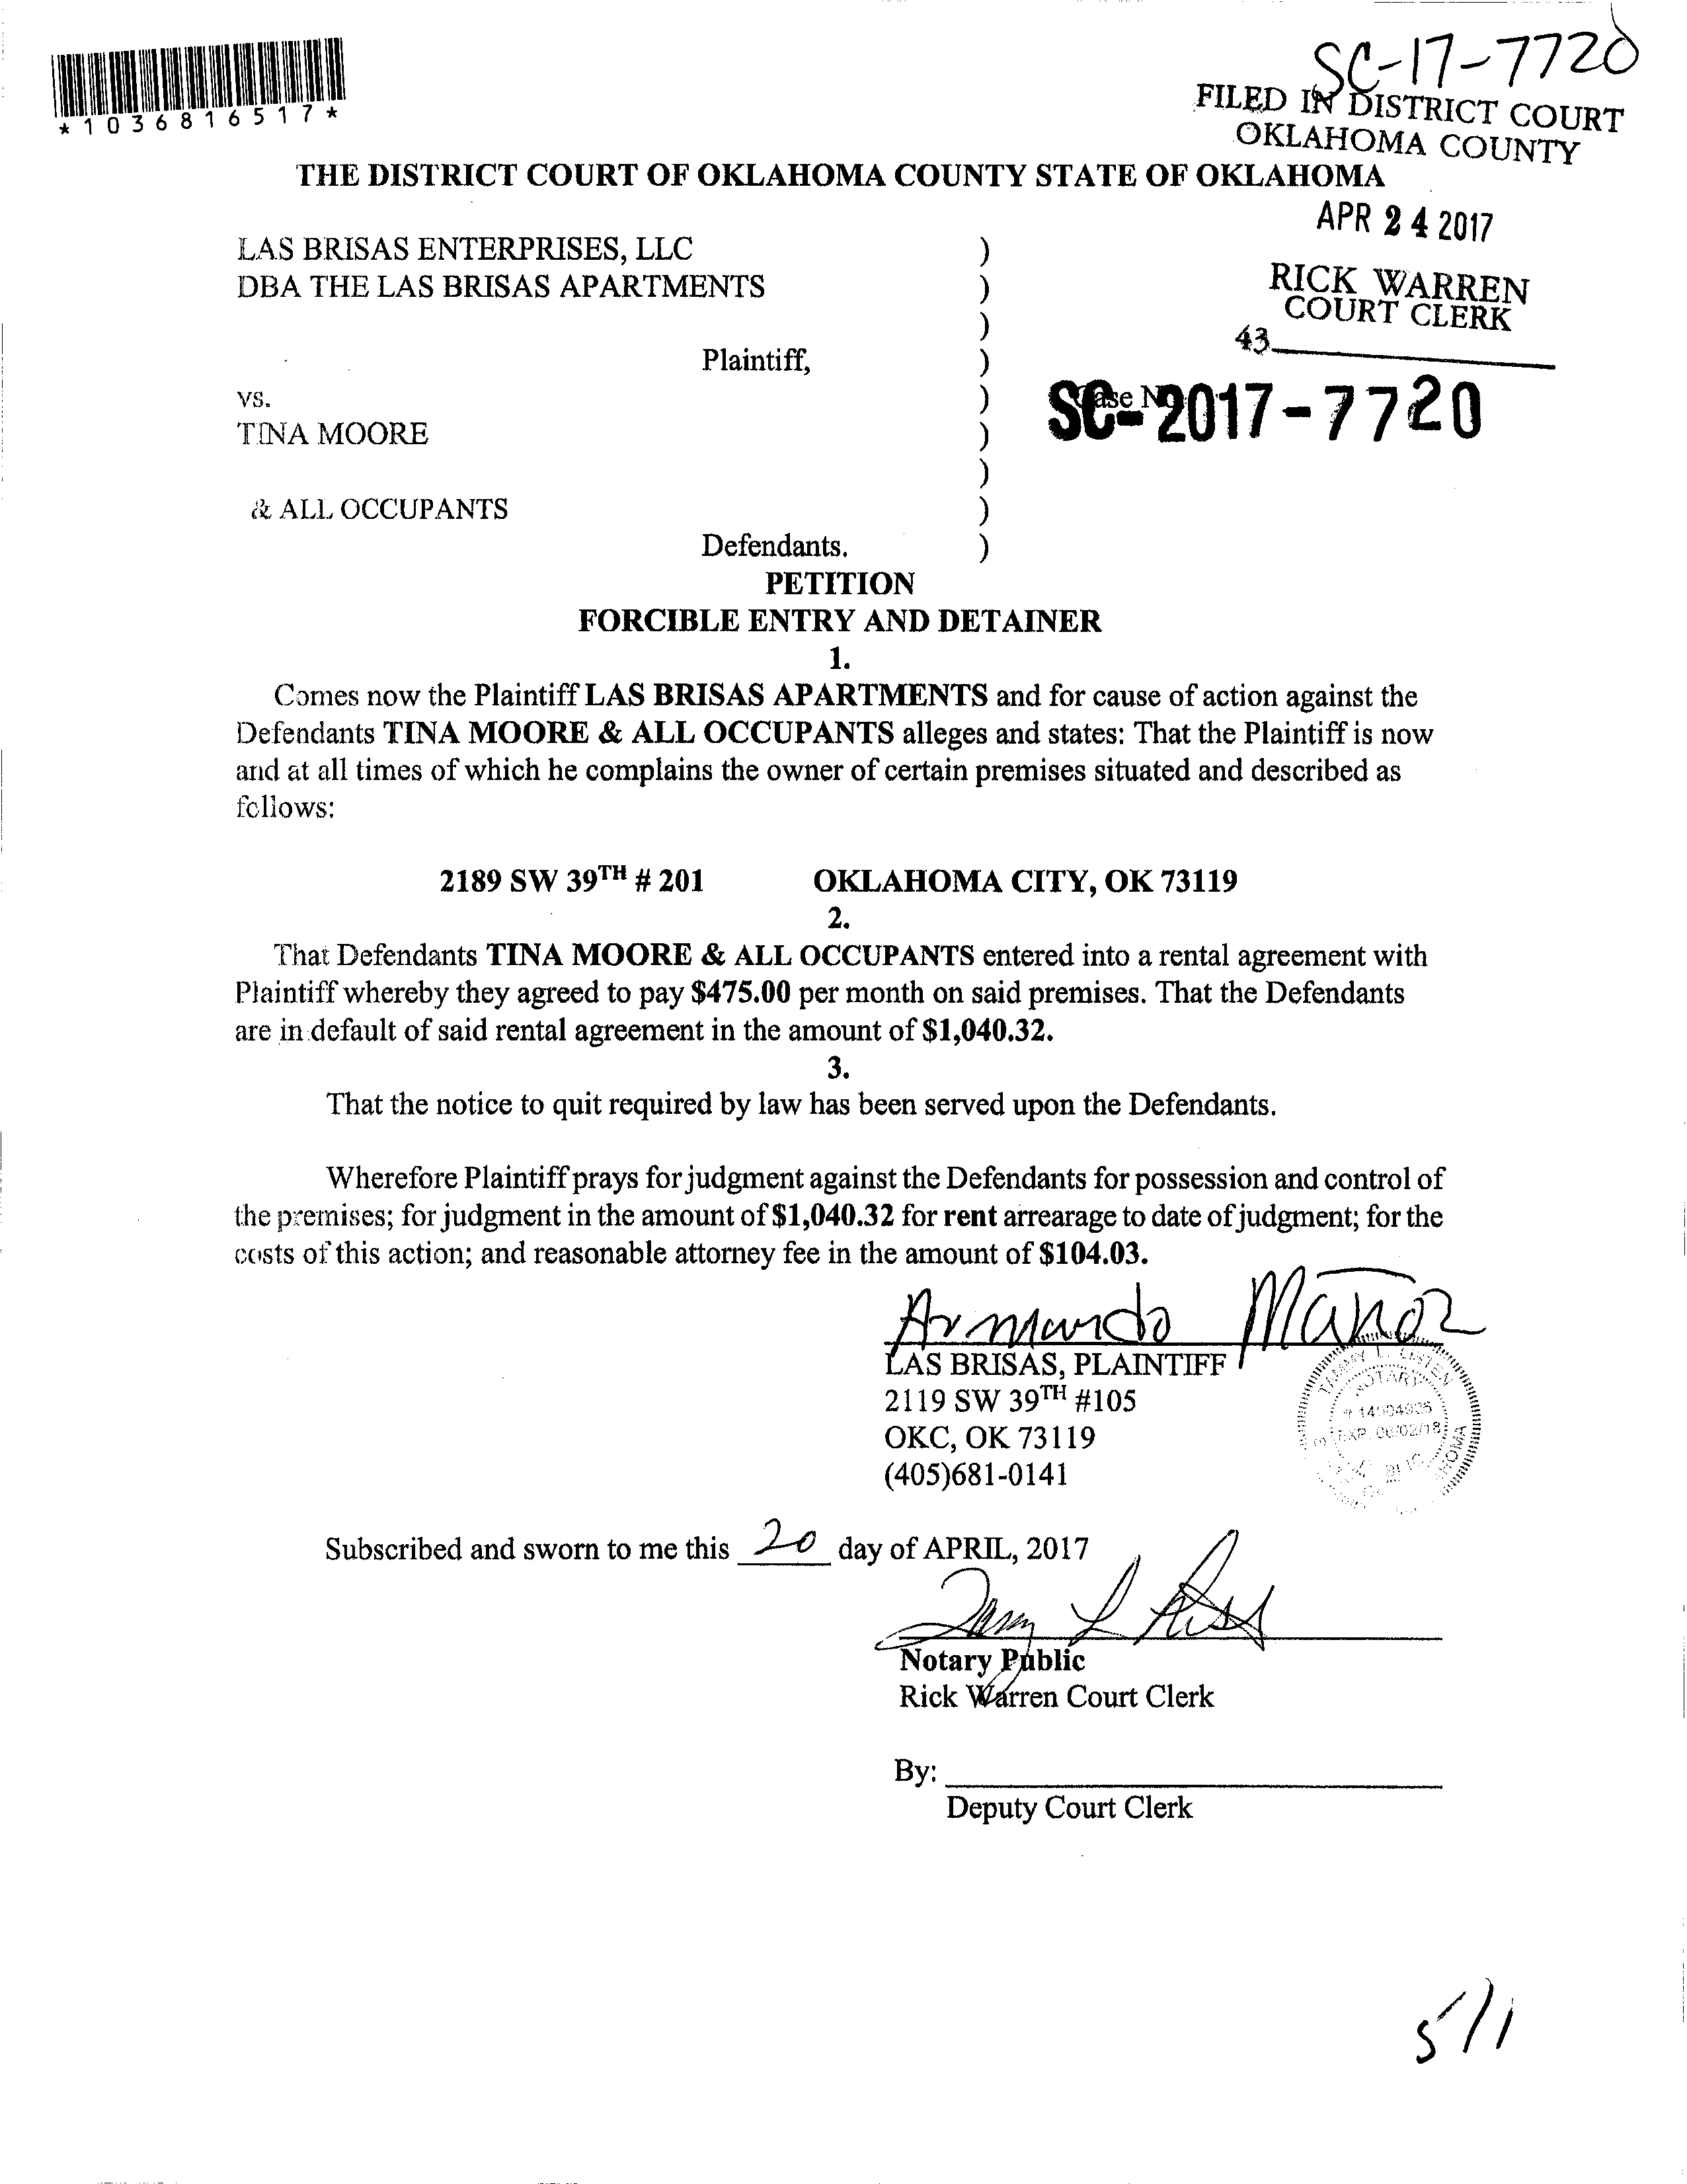 SC-17-7720
*1036816517*
FILED IN DISTRICT COURT
OKLAHOMA COUNTY
THE DISTRICT COURT OF OKLAHOMA COUNTY STATE OF OKLAHOMA
APR 24 2017
LAS BRISAS ENTERPRISES, LLC )
DBA THE LAS BRISAS APARTMENTS )
RICK WARREN
COURT CLERK
)
43
Plaintiff, )
vs. )
Case No
SC-2017-7720
TINA MOORE )
)
& ALL OCCUPANTS )
Defendants. )
PETITION
FORCIBLE ENTRY AND DETAINER
1.
Comes now the Plaintiff LAS BRISAS APARTMENTS and for cause of action against the
Defendants TINA MOORE & ALL OCCUPANTS alleges and states: That the Plaintiff is now
and at all times of which he complains the owner of certain premises situated and described as
follows:
2189 SW 39TH # 201 OKLAHOMA CITY, OK 73119
2.
That Defendants TINA MOORE & ALL OCCUPANTS entered into a rental agreement with
Plaintiff whereby they agreed to pay $475.00 per month on said premises. That the Defendants
are in default of said rental agreement in the amount of $1,040.32.
3.
That the notice to quit required by law has been served upon the Defendants.
Wherefore Plaintiff prays for judgment against the Defendants for possession and control of
the premises; for judgment in the amount of $1,040.32 for rent arrearage to date of judgment; for the
costs of this action; and reasonable attorney fee in the amount of $104.03.
Armando
LAS BRISAS, PLAINTIFF
2119 SW 39TH #105
OKC, OK 73119
(405)681-0141
NOTARY
EXP.
Subscribed and sworn to me this 20 day of APRIL, 2017
Notary Public
Rick Warren Court Clerk
By:
Deputy Court Clerk
5/1